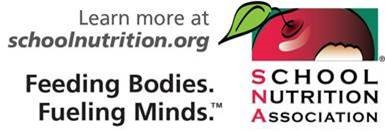 Learn more at
schoolnutrition.org
Feeding Bodies.
Fueling Minds.™
®
SCHOOL
NUTRITION
ASSOCIATION